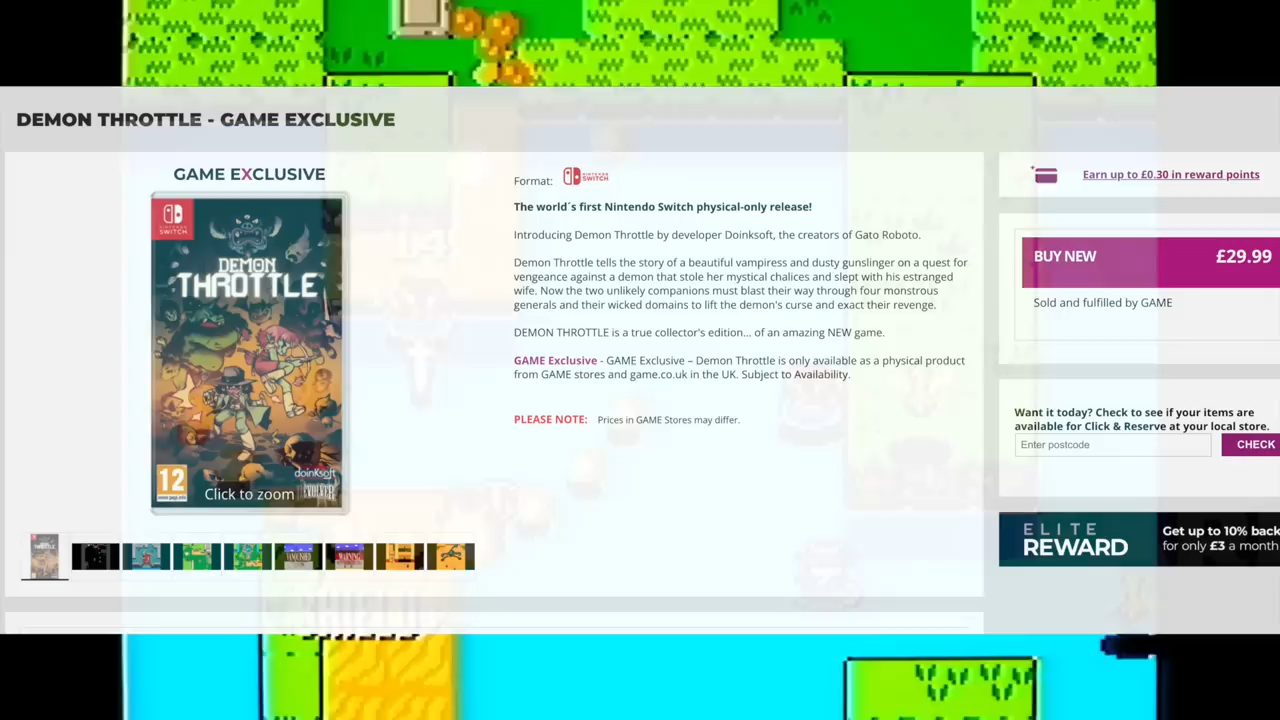 DEMON THROTTLE - GAME EXCLUSIVE
GAME EXCLUSIVE
NINTENDO
SWITCH
DEMON
THROTTLE
12
doinksoft
Click to zoom
Format:
NINTENDO
SWITCH
The world´s first Nintendo Switch physical-only release!
Introducing Demon Throttle by developer Doinksoft, the creators of Gato Roboto.
Demon Throttle tells the story of a beautiful vampiress and dusty gunslinger on a quest for
vengeance against a demon that stole her mystical chalices and slept with his estranged
wife. Now the two unlikely companions must blast their way through four monstrous
generals and their wicked domains to lift the demon's curse and exact their revenge.
DEMON THROTTLE is a true collector's edition... of an amazing NEW game.
GAME Exclusive - GAME Exclusive – Demon Throttle is only available as a physical product
from GAME stores and game.co.uk in the UK. Subject to Availability.
PLEASE NOTE: Prices in GAME Stores may differ.
Earn up to £0.30 in reward points
BUY NEW £29.99
Sold and fulfilled by GAME
Want it today? Check to see if your items are
available for Click & Reserve at your local store.
Enter postcode CHECK
ELITE
REWARD
Get up to 10% back
for only £3 a month